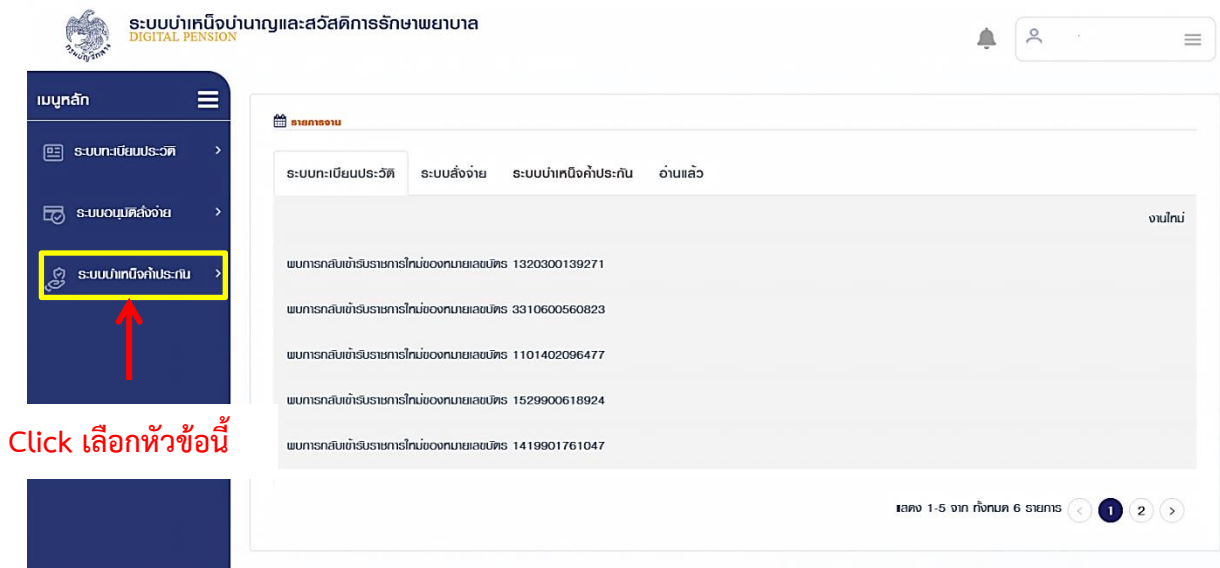 ระบบบำเหน็จบำนาญและสวัสดิการรักษาพยาบาล
DIGITAL PENSION
กรมบัญชีกลาง
เมนูหลัก
ระบบทะเบียนประวัติ
ระบบอนุมัติสั่งจ่าย
ระบบบำเหน็จค้ำประกัน
Click เลือกหัวข้อนี้
รายการงาน
ระบบทะเบียนประวัติ ระบบสั่งจ่าย ระบบบำเหน็จค้ำประกัน อ่านแล้ว
งานใหม่
พบการกลับเข้ารับราชการใหม่ของหมายเลขบัตร 1320300139271
พบการกลับเข้ารับราชการใหม่ของหมายเลขบัตร 3310600560823
พบการกลับเข้ารับราชการใหม่ของหมายเลขบัตร 1101402096477
พบการกลับเข้ารับราชการใหม่ของหมายเลขบัตร 1529900618924
พบการกลับเข้ารับราชการใหม่ของหมายเลขบัตร 1419901761047
แสดง 1-5 จาก ทั้งหมด 6 รายการ < 1 2 >